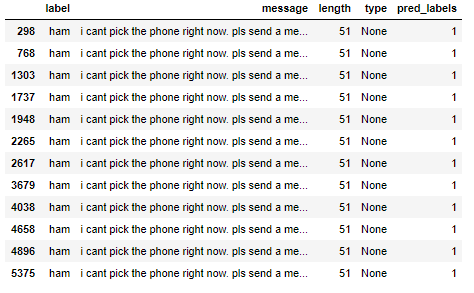 label message length type pred_labels
298 ham i cant pick the phone right now. pls send a me... 51 None 1
768 ham i cant pick the phone right now. pls send a me... 51 None 1
1303 ham i cant pick the phone right now. pls send a me... 51 None 1
1737 ham i cant pick the phone right now. pls send a me... 51 None 1
1948 ham i cant pick the phone right now. pls send a me... 51 None 1
2265 ham i cant pick the phone right now. pls send a me... 51 None 1
2617 ham i cant pick the phone right now. pls send a me... 51 None 1
3679 ham i cant pick the phone right now. pls send a me... 51 None 1
4038 ham i cant pick the phone right now. pls send a me... 51 None 1
4658 ham i cant pick the phone right now. pls send a me... 51 None 1
4896 ham i cant pick the phone right now. pls send a me... 51 None 1
5375 ham i cant pick the phone right now. pls send a me... 51 None 1